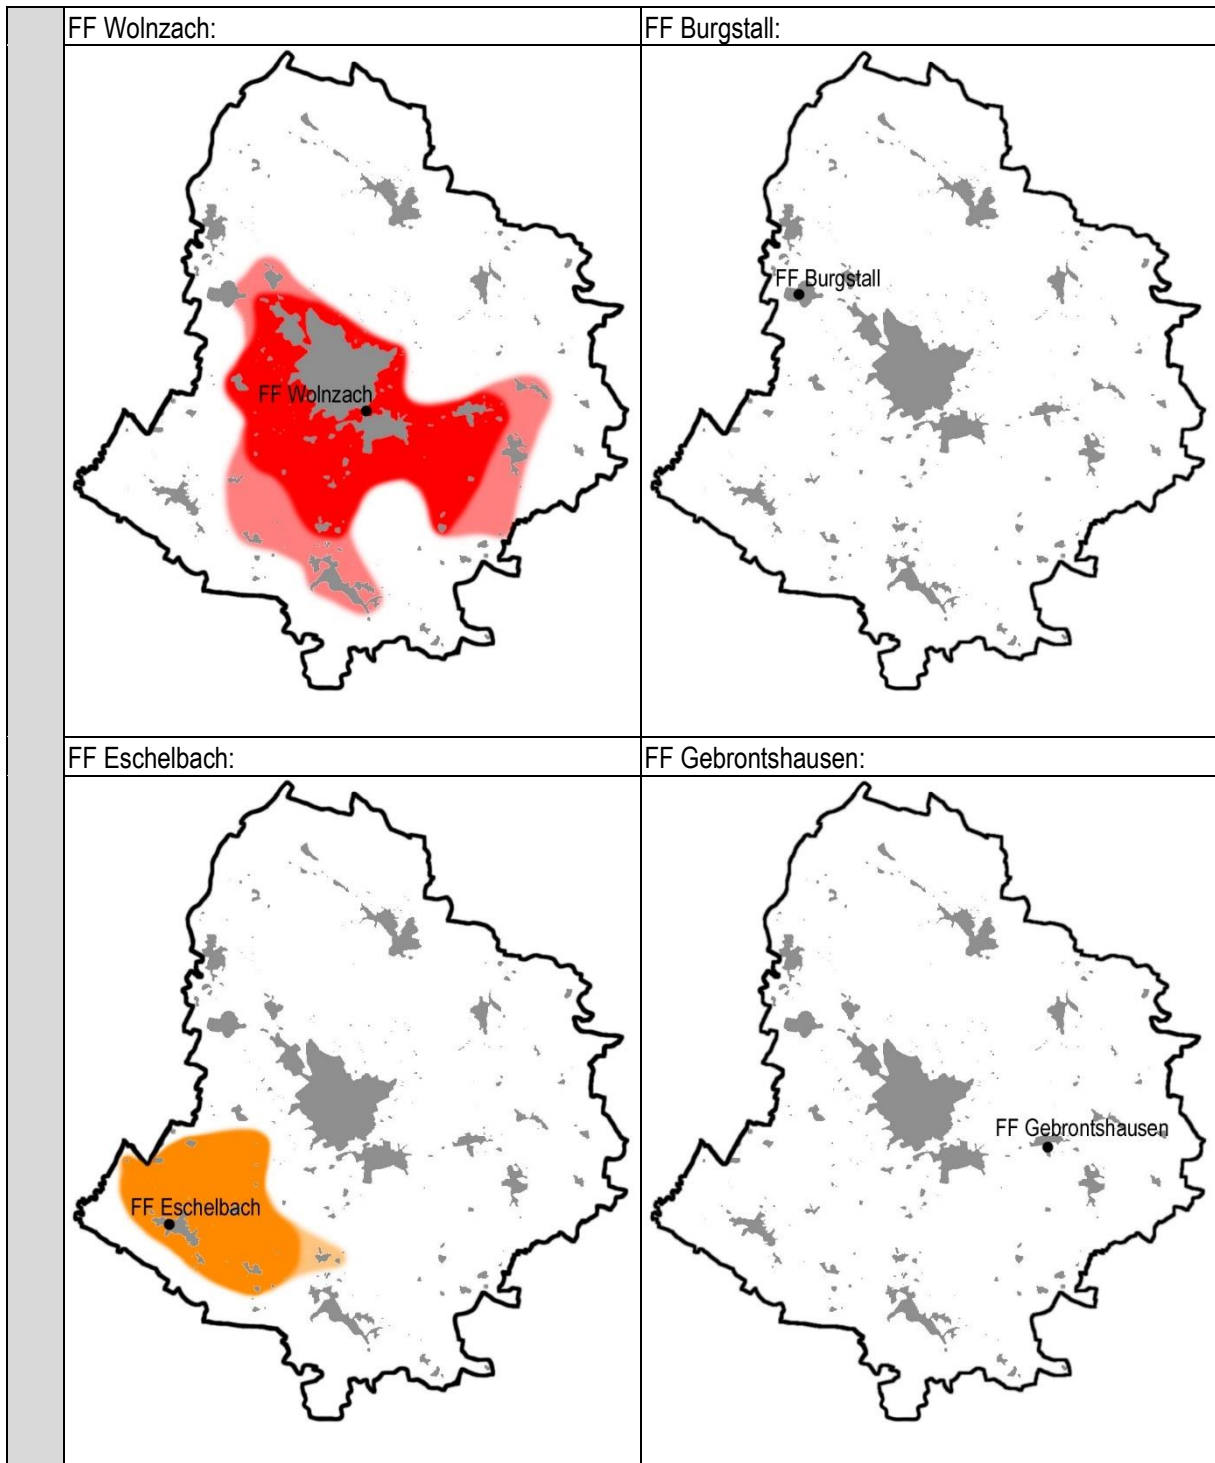 FF Wolnzach:
FF Burgstall:
FF Wolnzach
FF Burgstall
FF Eschelbach:
FF Gebrontshausen:
FF Eschelbach
FF Gebrontshausen